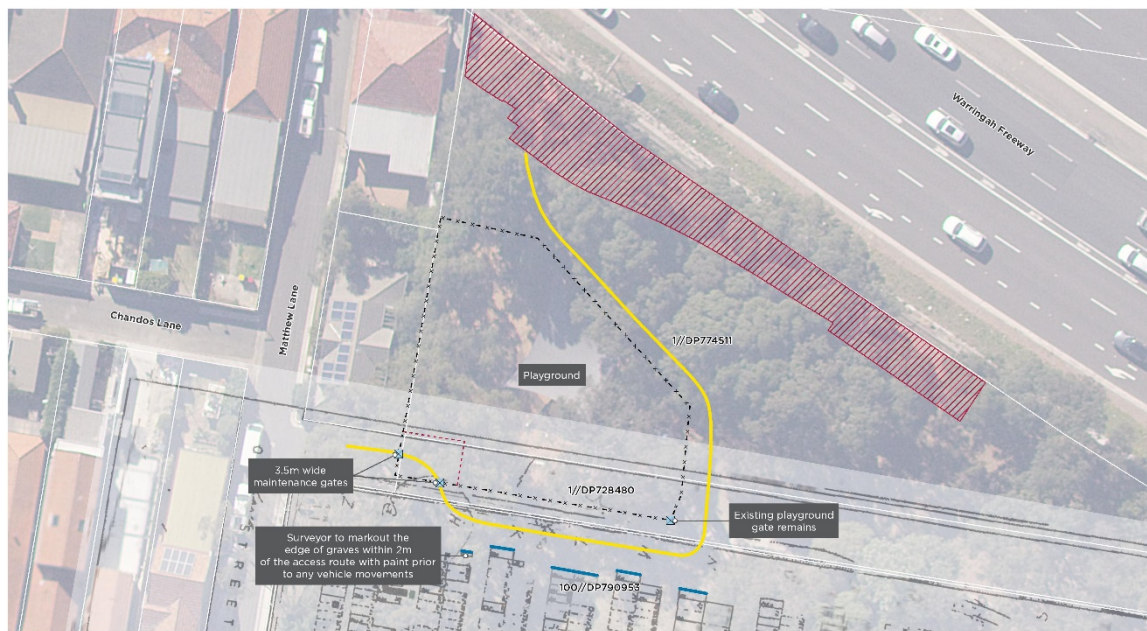 Warringah Freeway
Chandos Lane
Matthew Lane
1//DP774511
Playground
3.5m wide
maintenance gates
1//DP728480
Existing playground
gate remains
Surveyor to markout the
edge of graves within 2m
of the access route with paint prior
to any vehicle movements
100//DP790953
STREET